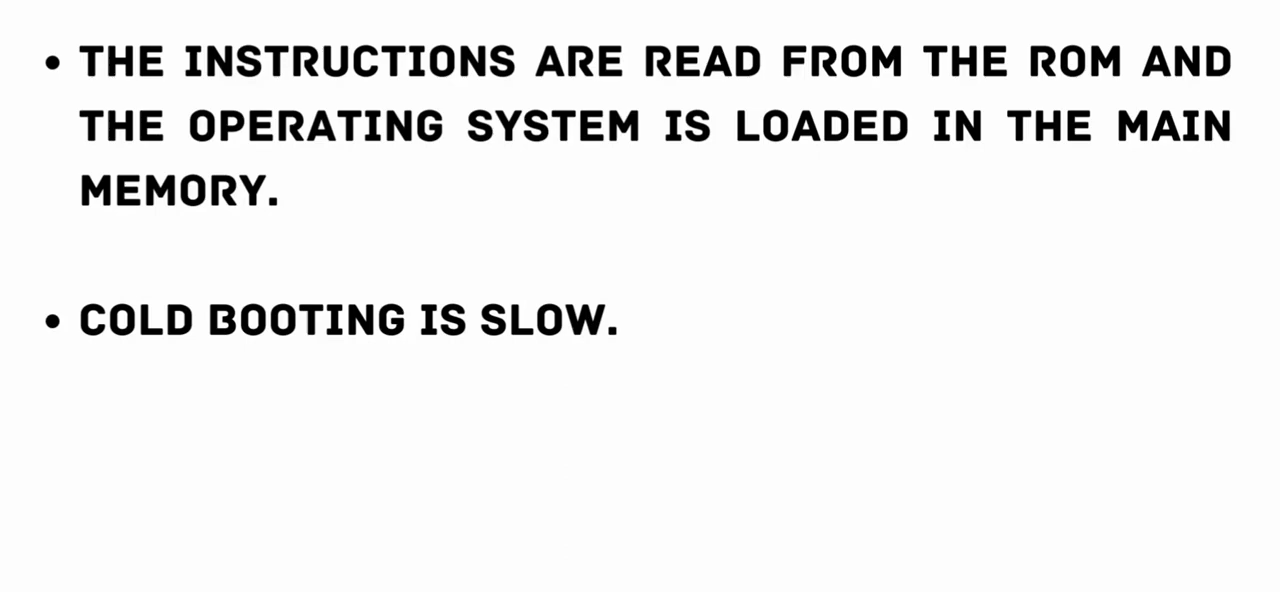 • THE INSTRUCTIONS ARE READ FROM THE ROM AND
THE OPERATING SYSTEM IS LOADED IN THE MAIN
MEMORY.
• COLD BOOTING IS SLOW.